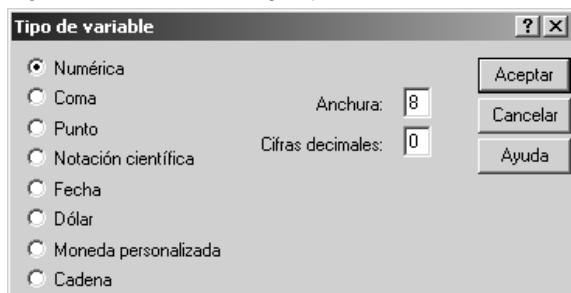 Tipo de variable
Numérica
Coma
Punto
Notación científica
Fecha
Dólar
Moneda personalizada
Cadena
Anchura: 8
Cifras decimales: 0
Aceptar
Cancelar
Ayuda